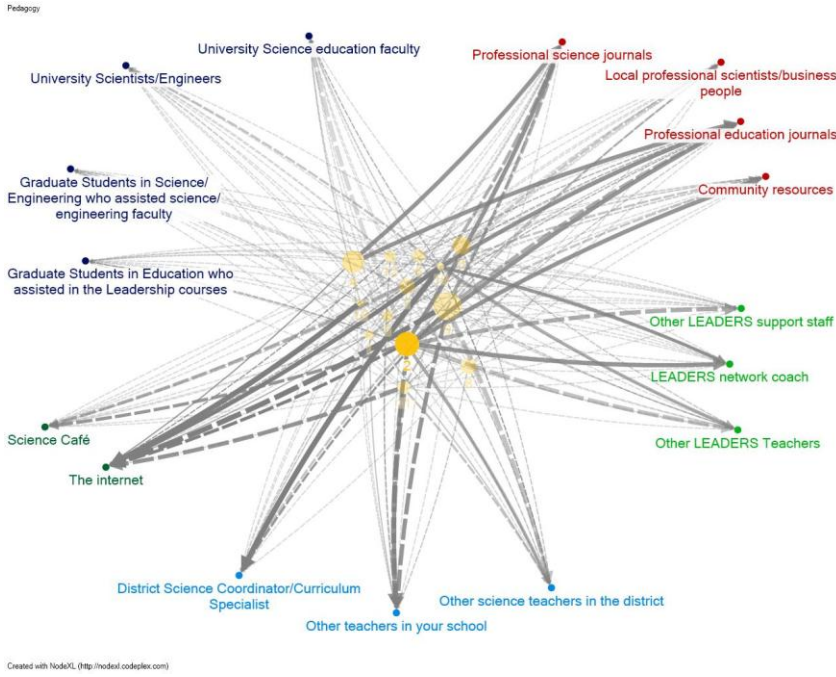 Pedagogy
University Science education faculty
Professional science journals
University Scientists/Engineers
Local professional scientists/business
people
Professional education journals
Graduate Students in Science/
Engineering who assisted science/
engineering faculty
Community resources
Graduate Students in Education who
assisted in the Leadership courses
Other LEADERS support staff
LEADERS network coach
Science Café
Other LEADERS Teachers
The internet
District Science Coordinator/Curriculum
Specialist
Other science teachers in the district
Other teachers in your school
Created with NodeXL (http://nodexl.codeplex.com)